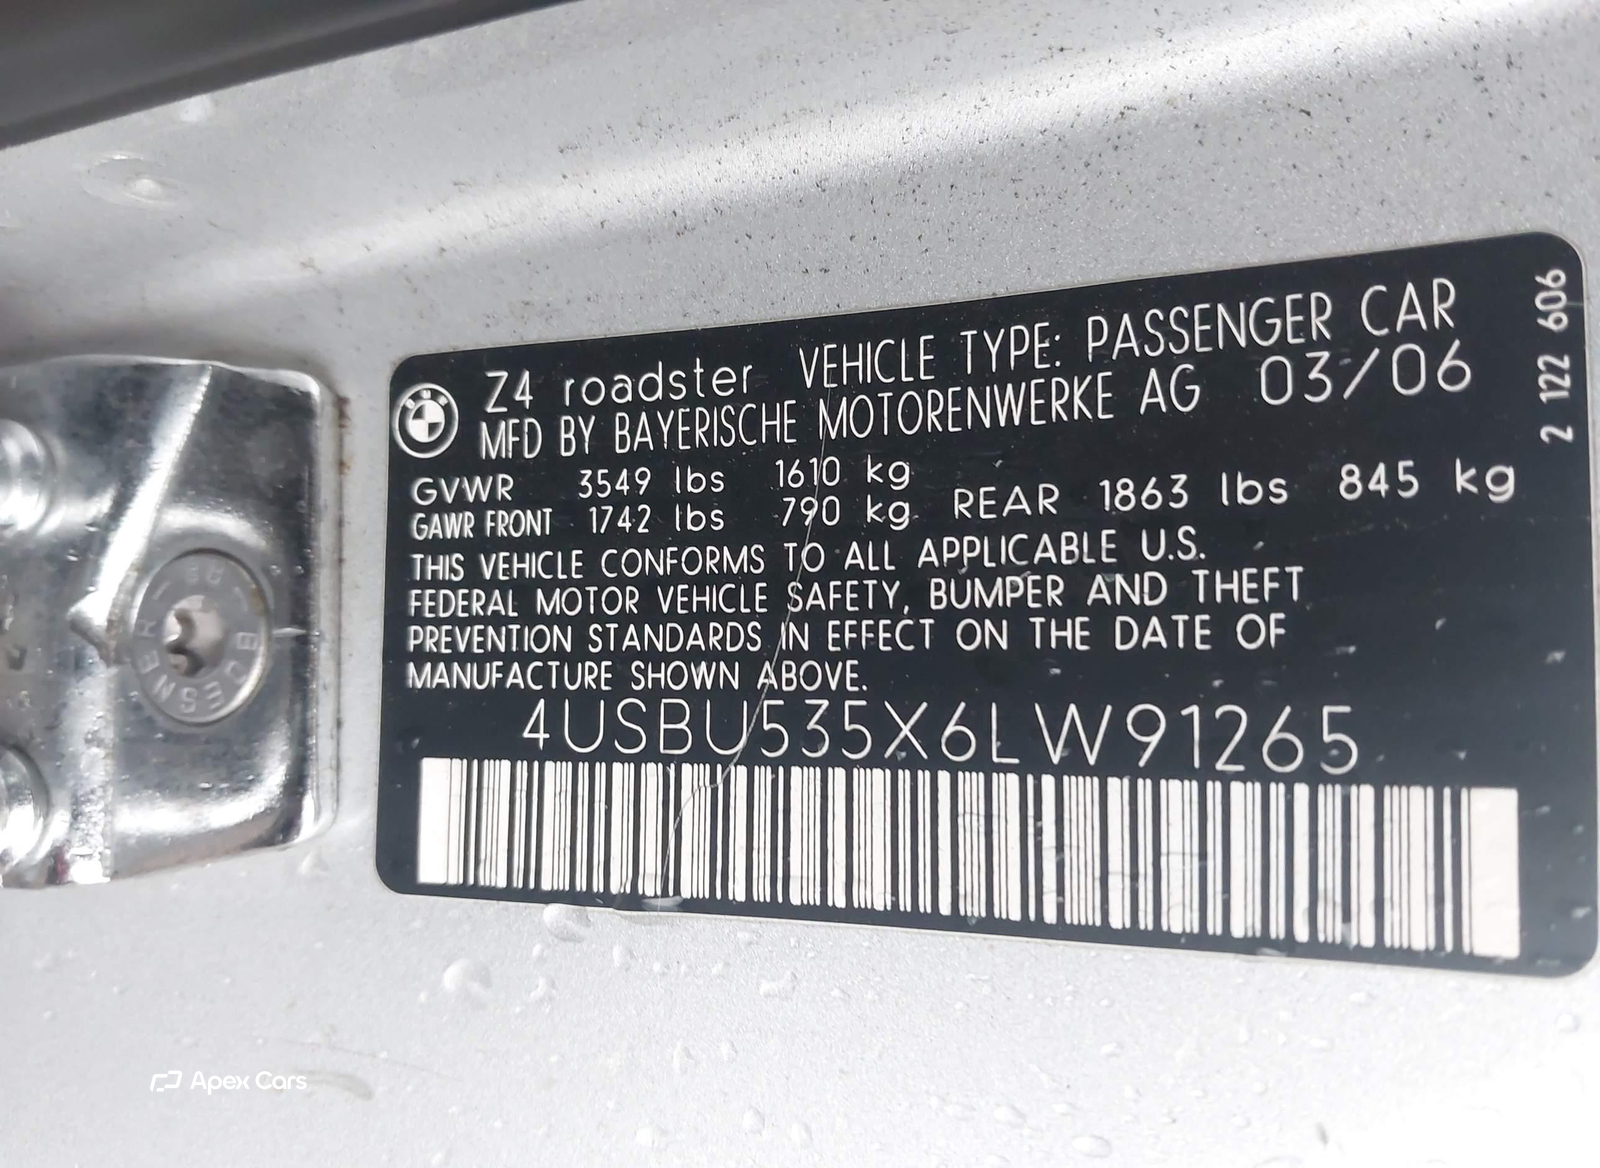 Z4 roadster VEHICLE TYPE: PASSENGER CAR
MFD BY BAYERISCHE MOTORENWERKE AG 03/06
GVWR 3549 lbs 1610 kg
GAWR FRONT 1742 lbs 790 kg REAR 1863 lbs 845 kg
THIS VEHICLE CONFORMS TO ALL APPLICABLE U.S.
FEDERAL MOTOR VEHICLE SAFETY, BUMPER AND THEFT
PREVENTION STANDARDS IN EFFECT ON THE DATE OF
MANUFACTURE SHOWN ABOVE.
4USBU535X6LW91265
2 122 606
BMW
BOESNER
Apex Cars